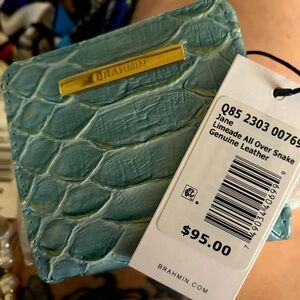 BRAHMIN
Q85 2303 00769
Jane
Limeade All Over Snake
Genuine Leather
$95.00
BRAHMIN.COM